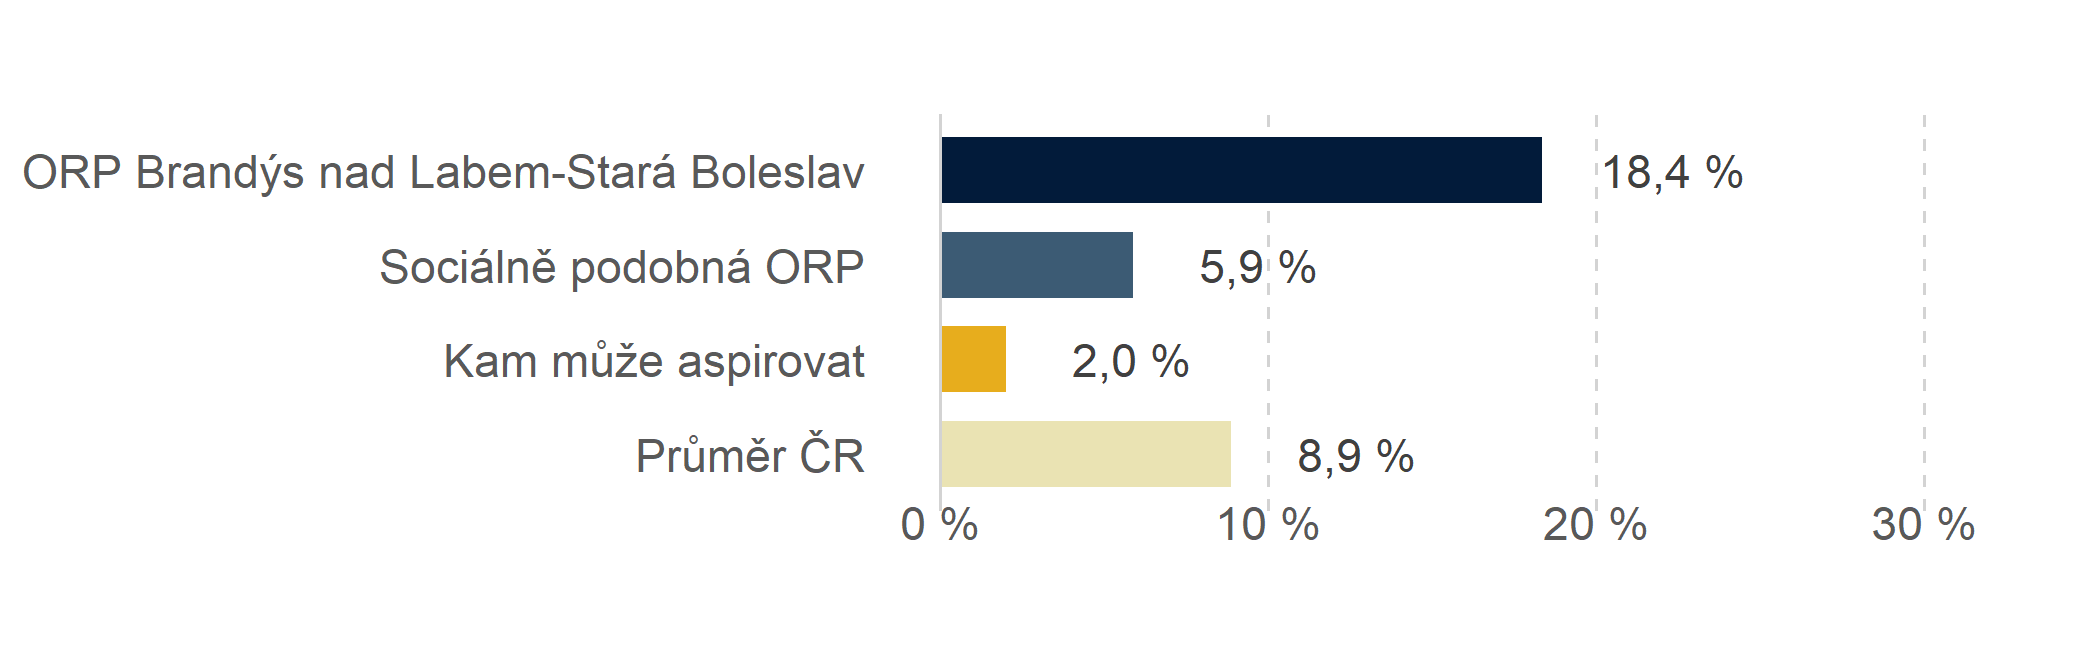 ORP Brandýs nad Labem-Stará Boleslav
18,4 %
Sociálně podobná ORP
5,9 %
Kam může aspirovat
2,0 %
Průměr ČR
8,9 %
0 %
10 %
20 %
30 %